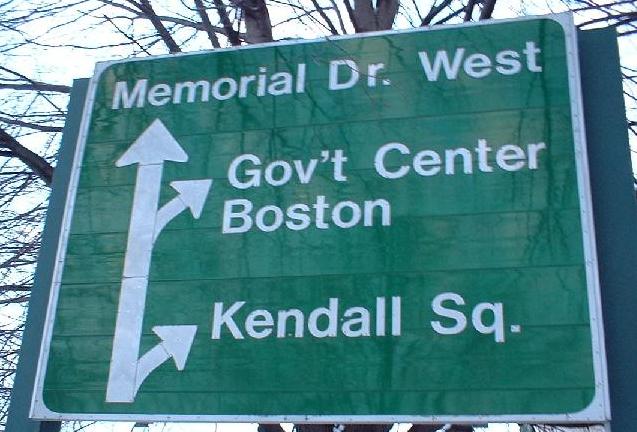 Memorial Dr. West
Gov't Center
Boston
Kendall Sq.